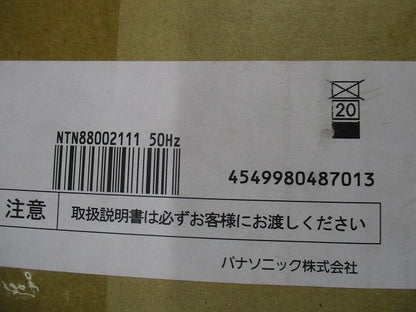 NTN88002111 50Hz
20
4549980487013
注意 取扱説明書は必ずお客様にお渡しください
パナソニック株式会社